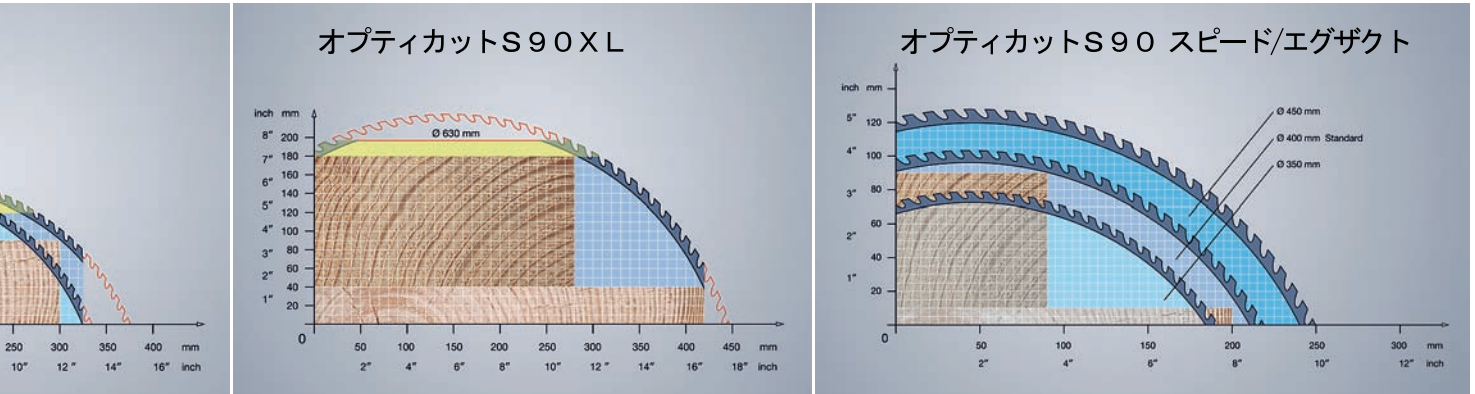 250 300 350 400 mm
10" 12" 14" 16" inch
オプティカットS90XL
inch mm
8" 200
7" 180
6" 160
140
5" 120
4" 100
3" 80
2" 60
40
1" 20
Ø 630 mm
0 50 100 150 200 250 300 350 400 450 mm
2" 4" 6" 8" 10" 12" 14" 16" 18" inch
オプティカットS90 スピード/エグザクト
inch mm
5" 120
4" 100
3" 80
60
2" 40
1" 20
Ø 450 mm
Ø 400 mm Standard
Ø 350 mm
0 50 100 150 200 250 300 mm
2" 4" 6" 8" 10" 12" inch